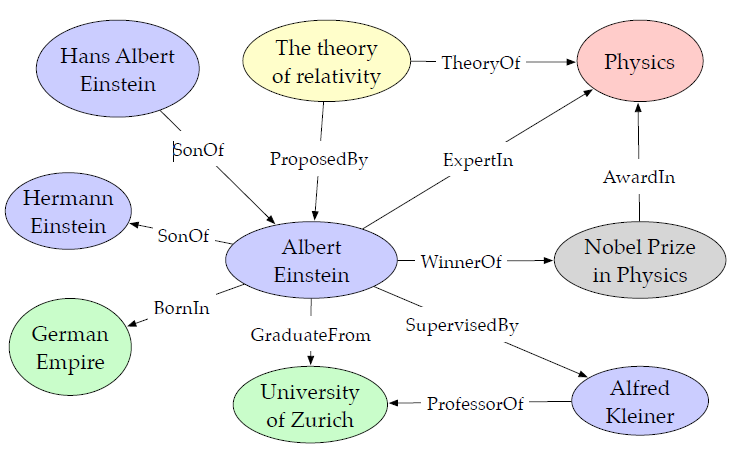 Hans Albert
Einstein
The theory
of relativity
TheoryOf
Physics
SonOf
ProposedBy
ExpertIn
AwardIn
Hermann
Einstein
SonOf
Albert
Einstein
WinnerOf
Nobel Prize
in Physics
BornIn
German
Empire
GraduateFrom
SupervisedBy
University
of Zurich
ProfessorOf
Alfred
Kleiner